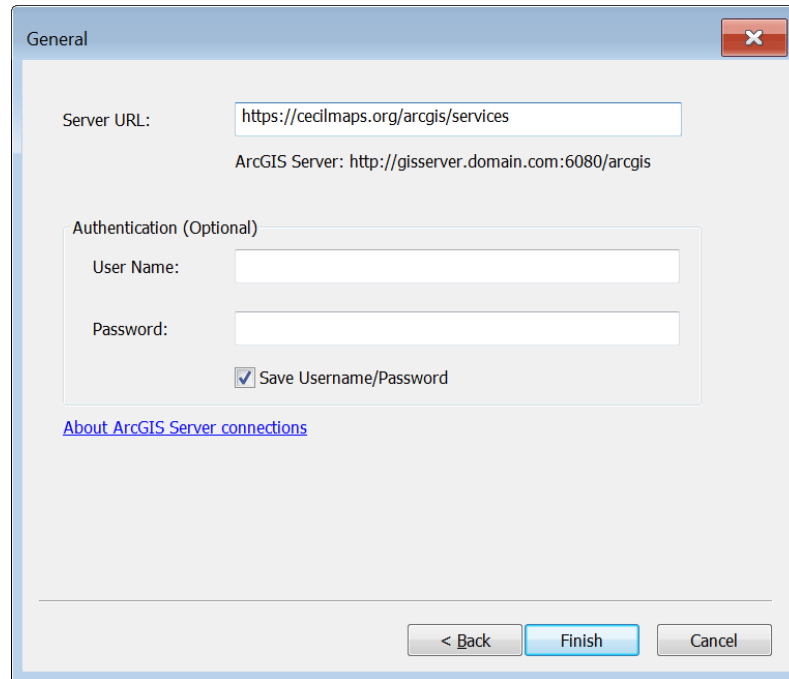 General
Server URL: https://cecilmaps.org/arcgis/services
ArcGIS Server: http://gisserver.domain.com:6080/arcgis
Authentication (Optional)
User Name:
Password:
Save Username/Password
About ArcGIS Server connections
< Back Finish Cancel